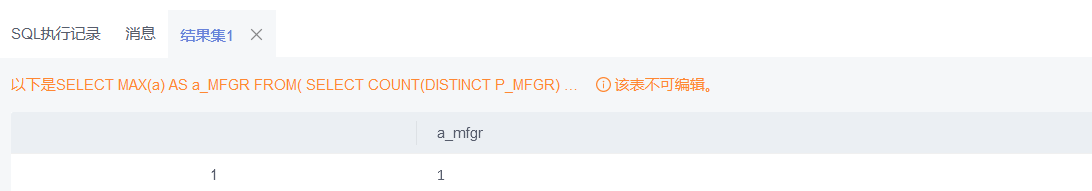 SQL执行记录 消息 结果集1
以下是SELECT MAX(a) AS a_MFGR FROM( SELECT COUNT(DISTINCT P_MFGR) ... 该表不可编辑。
a_mfgr
1 1